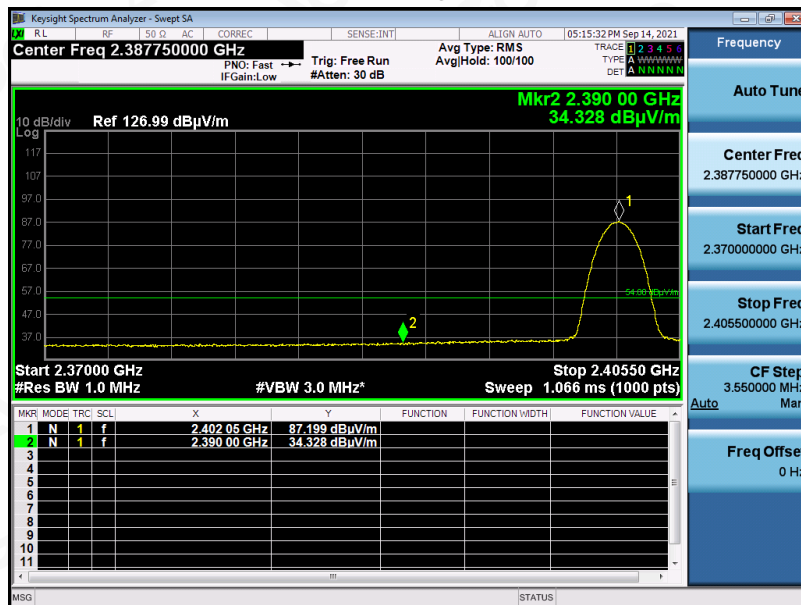 Keysight Spectrum Analyzer - Swept SA
LXI RL RF 50 Ω AC CORREC SENSE:INT ALIGN AUTO 05:15:32 PM Sep 14, 2021
Center Freq 2.387750000 GHz
PNO: Fast
IFGain:Low
Trig: Free Run
#Atten: 30 dB
Avg Type: RMS
Avg|Hold: 100/100
TRACE 1 2 3 4 5 6
TYPE A WWWWW
DET A N N N N N
Frequency
Auto Tune
Center Freq
2.387750000 GHz
Start Freq
2.370000000 GHz
Stop Freq
2.405500000 GHz
CF Step
3.550000 MHz
Auto Man
Freq Offset
0 Hz
Mkr2 2.390 00 GHz
34.328 dBµV/m
10 dB/div Ref 126.99 dBµV/m
Log
117
107
97.0
87.0
77.0
67.0
57.0
47.0
37.0
1
2
54.00 dBµV/m
Start 2.37000 GHz Stop 2.40550 GHz
#Res BW 1.0 MHz #VBW 3.0 MHz* Sweep 1.066 ms (1000 pts)
MKR MODE TRC SCL X Y FUNCTION FUNCTION WIDTH FUNCTION VALUE
1 N 1 f 2.402 05 GHz 87.199 dBµV/m
2 N 1 f 2.390 00 GHz 34.328 dBµV/m
3
4
5
6
7
8
9
10
11
MSG STATUS